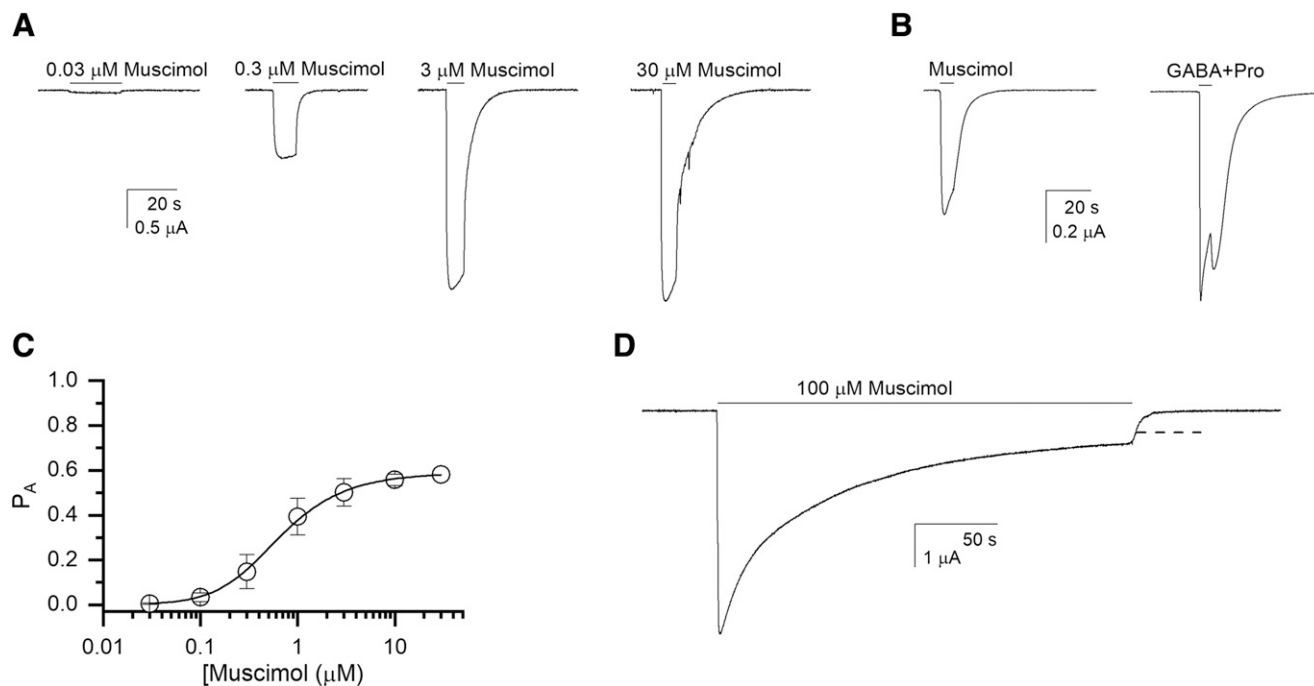 A
0.03 μM Muscimol
0.3 μM Muscimol
3 μM Muscimol
30 μM Muscimol
20 s
0.5 μA
B
Muscimol
GABA+Pro
20 s
0.2 μA
C
1.0
0.8
0.6
0.4
0.2
0.0
PA
0.01
0.1
1
10
[Muscimol (μM)
D
100 μM Muscimol
50 s
1 μA